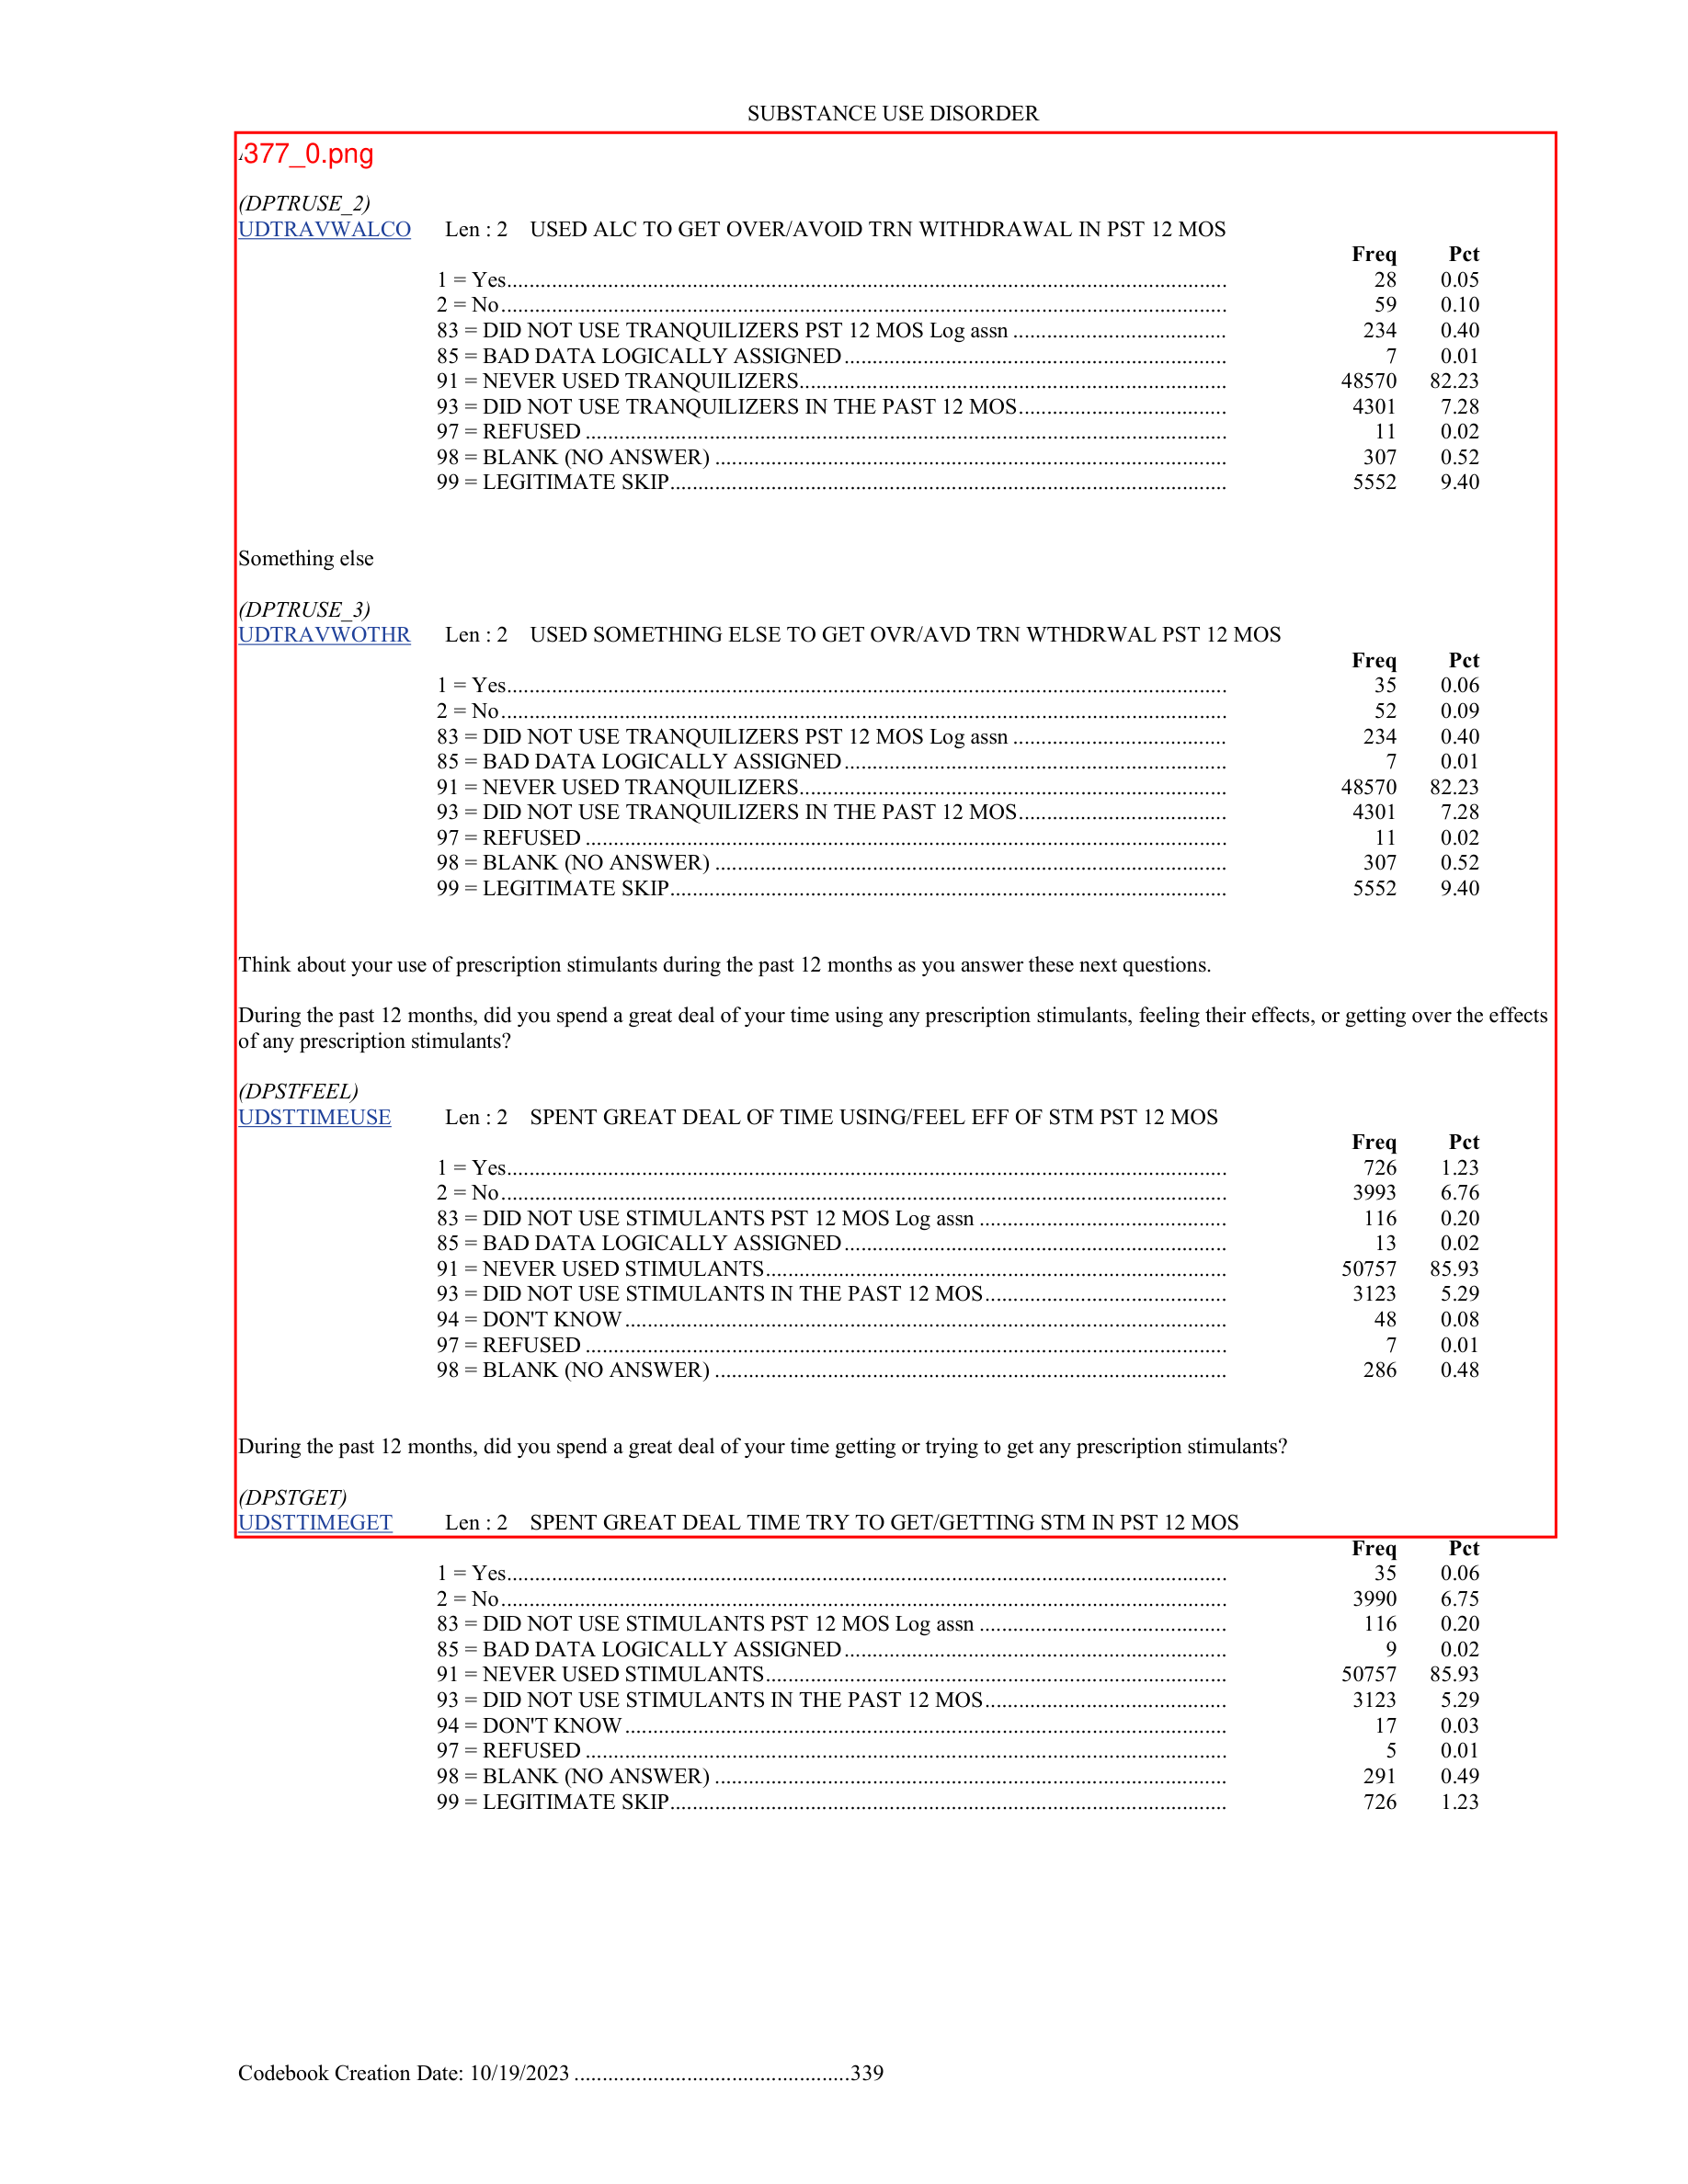 SUBSTANCE USE DISORDER
377_0.png
(DPTRUSE_2)
UDTRAVWALCO Len : 2 USED ALC TO GET OVER/AVOID TRN WITHDRAWAL IN PST 12 MOS
Freq Pct
1 = Yes 28 0.05
2 = No 59 0.10
83 = DID NOT USE TRANQUILIZERS PST 12 MOS Log assn 234 0.40
85 = BAD DATA LOGICALLY ASSIGNED 7 0.01
91 = NEVER USED TRANQUILIZERS 48570 82.23
93 = DID NOT USE TRANQUILIZERS IN THE PAST 12 MOS 4301 7.28
97 = REFUSED 11 0.02
98 = BLANK (NO ANSWER) 307 0.52
99 = LEGITIMATE SKIP 5552 9.40
Something else
(DPTRUSE_3)
UDTRAVWOTHR Len : 2 USED SOMETHING ELSE TO GET OVR/AVD TRN WTHDRWAL PST 12 MOS
Freq Pct
1 = Yes 35 0.06
2 = No 52 0.09
83 = DID NOT USE TRANQUILIZERS PST 12 MOS Log assn 234 0.40
85 = BAD DATA LOGICALLY ASSIGNED 7 0.01
91 = NEVER USED TRANQUILIZERS 48570 82.23
93 = DID NOT USE TRANQUILIZERS IN THE PAST 12 MOS 4301 7.28
97 = REFUSED 11 0.02
98 = BLANK (NO ANSWER) 307 0.52
99 = LEGITIMATE SKIP 5552 9.40
Think about your use of prescription stimulants during the past 12 months as you answer these next questions.
During the past 12 months, did you spend a great deal of your time using any prescription stimulants, feeling their effects, or getting over the effects
of any prescription stimulants?
(DPSTFEEL)
UDSTTIMEUSE Len : 2 SPENT GREAT DEAL OF TIME USING/FEEL EFF OF STM PST 12 MOS
Freq Pct
1 = Yes 726 1.23
2 = No 3993 6.76
83 = DID NOT USE STIMULANTS PST 12 MOS Log assn 116 0.20
85 = BAD DATA LOGICALLY ASSIGNED 13 0.02
91 = NEVER USED STIMULANTS 50757 85.93
93 = DID NOT USE STIMULANTS IN THE PAST 12 MOS 3123 5.29
94 = DON'T KNOW 48 0.08
97 = REFUSED 7 0.01
98 = BLANK (NO ANSWER) 286 0.48
During the past 12 months, did you spend a great deal of your time getting or trying to get any prescription stimulants?
(DPSTGET)
UDSTTIMEGET Len : 2 SPENT GREAT DEAL TIME TRY TO GET/GETTING STM IN PST 12 MOS
Freq Pct
1 = Yes 35 0.06
2 = No 3990 6.75
83 = DID NOT USE STIMULANTS PST 12 MOS Log assn 116 0.20
85 = BAD DATA LOGICALLY ASSIGNED 9 0.02
91 = NEVER USED STIMULANTS 50757 85.93
93 = DID NOT USE STIMULANTS IN THE PAST 12 MOS 3123 5.29
94 = DON'T KNOW 17 0.03
97 = REFUSED 5 0.01
98 = BLANK (NO ANSWER) 291 0.49
99 = LEGITIMATE SKIP 726 1.23
Codebook Creation Date: 10/19/2023 339